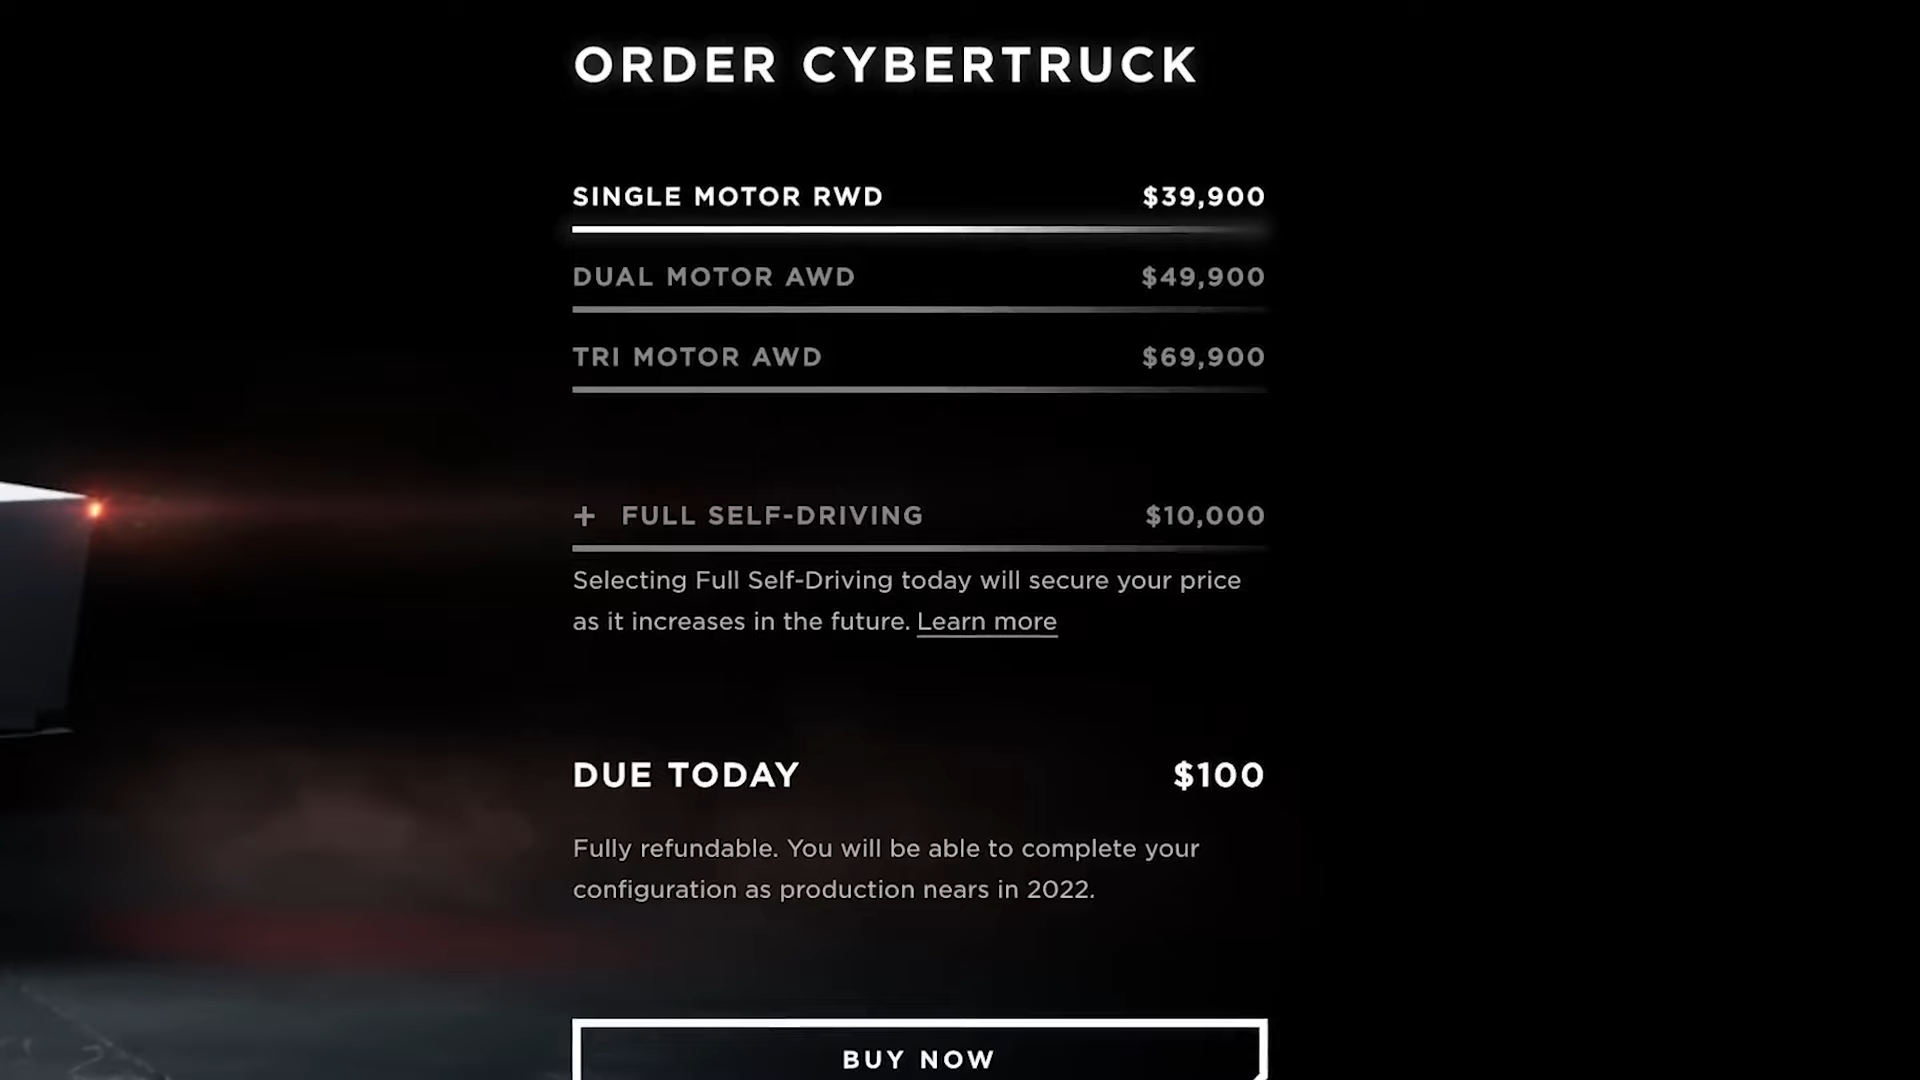 ORDER CYBERTRUCK
SINGLE MOTOR RWD $39,900
DUAL MOTOR AWD $49,900
TRI MOTOR AWD $69,900
+ FULL SELF-DRIVING $10,000
Selecting Full Self-Driving today will secure your price
as it increases in the future. Learn more
DUE TODAY $100
Fully refundable. You will be able to complete your
configuration as production nears in 2022.
BUY NOW